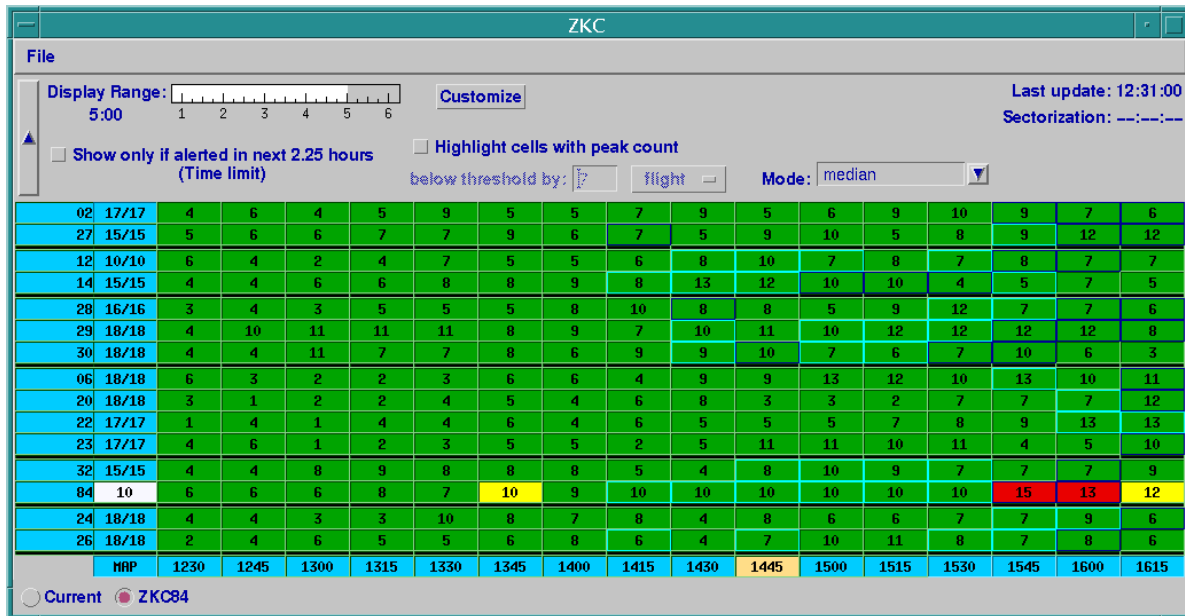 ZKC
File
Display Range: Customize Last update: 12:31:00
5:00 1 2 3 4 5 6 Sectorization: --:--:--
Show only if alerted in next 2.25 hours Highlight cells with peak count
(Time limit) below threshold by: flight Mode: median
02 17/17 4 6 4 5 9 5 5 7 9 5 6 9 10 9 7 6
27 15/15 5 6 6 7 7 9 6 7 5 9 10 5 8 9 12 12
12 10/10 6 4 2 4 7 5 5 6 8 10 7 8 7 8 7 7
14 15/15 4 4 6 6 8 8 9 8 13 12 10 10 4 5 7 5
28 16/16 3 4 3 5 5 5 8 10 8 8 5 9 12 7 7 6
29 18/18 4 10 11 11 11 8 9 7 10 11 10 12 12 12 12 8
30 18/18 4 4 11 7 7 8 6 9 9 10 7 6 7 10 6 3
06 18/18 6 3 2 2 3 6 6 4 9 9 13 12 10 13 10 11
20 18/18 3 1 2 2 4 5 4 6 8 3 3 2 7 7 7 12
22 17/17 1 4 1 4 4 6 4 6 5 5 5 7 8 9 13 13
23 17/17 4 6 1 2 3 5 5 2 5 11 11 10 11 4 5 10
32 15/15 4 4 8 9 8 8 8 5 4 8 10 9 7 7 7 9
84 10 6 6 6 8 7 10 9 10 10 10 10 10 10 15 13 12
24 18/18 4 4 3 3 10 8 7 8 4 8 6 6 7 7 9 6
26 18/18 2 4 6 5 5 6 8 6 4 7 10 11 8 7 8 6
MAP 1230 1245 1300 1315 1330 1345 1400 1415 1430 1445 1500 1515 1530 1545 1600 1615
Current ZKC84